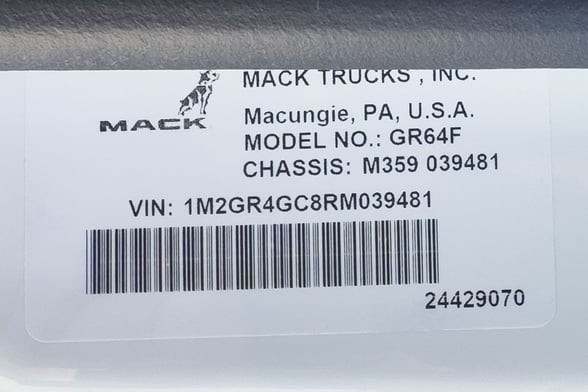 MACK TRUCKS , INC.
MACK
Macungie, PA, U.S.A.
MODEL NO.: GR64F
CHASSIS: M359 039481
VIN: 1M2GR4GC8RM039481
24429070